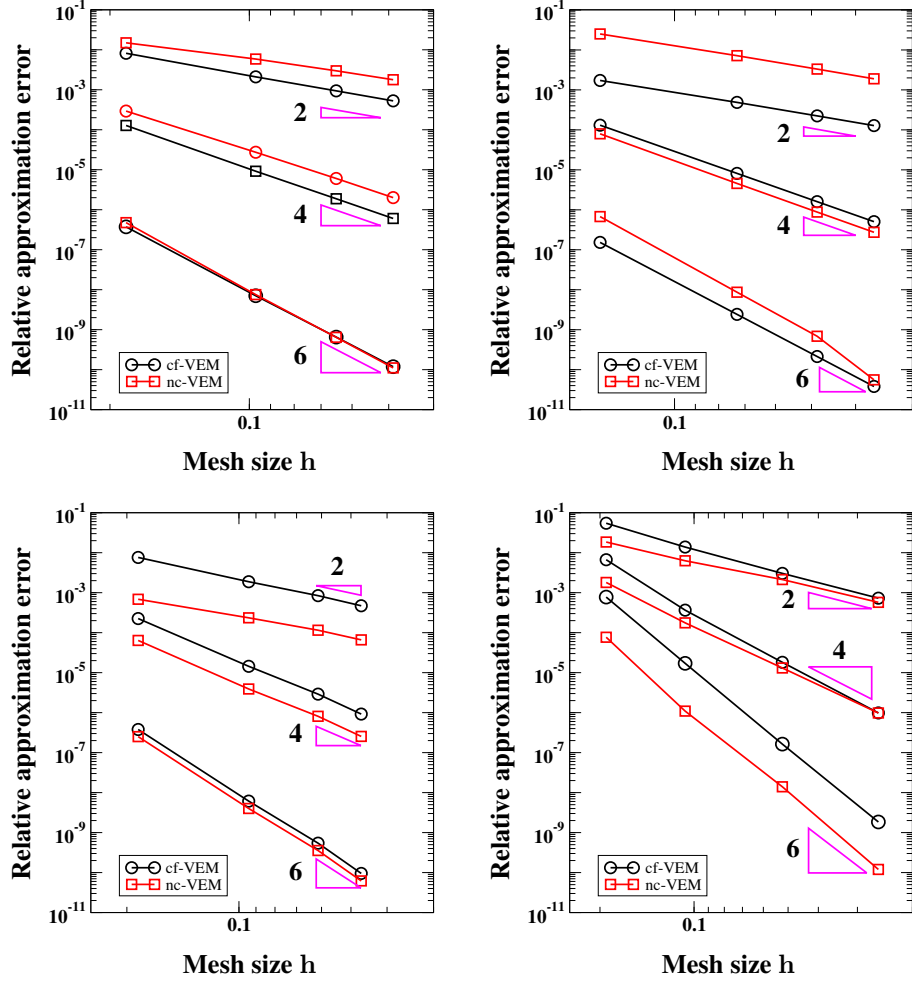 Relative approximation error
10-1
10-3
10-5
10-7
10-9
10-11
2
4
6
cf-VEM
nc-VEM
0.1
Mesh size h
Relative approximation error
10-1
10-3
10-5
10-7
10-9
10-11
2
4
6
cf-VEM
nc-VEM
0.1
Mesh size h
Relative approximation error
10-1
10-3
10-5
10-7
10-9
10-11
2
4
6
cf-VEM
nc-VEM
0.1
Mesh size h
Relative approximation error
10-1
10-3
10-5
10-7
10-9
10-11
2
4
6
cf-VEM
nc-VEM
0.1
Mesh size h